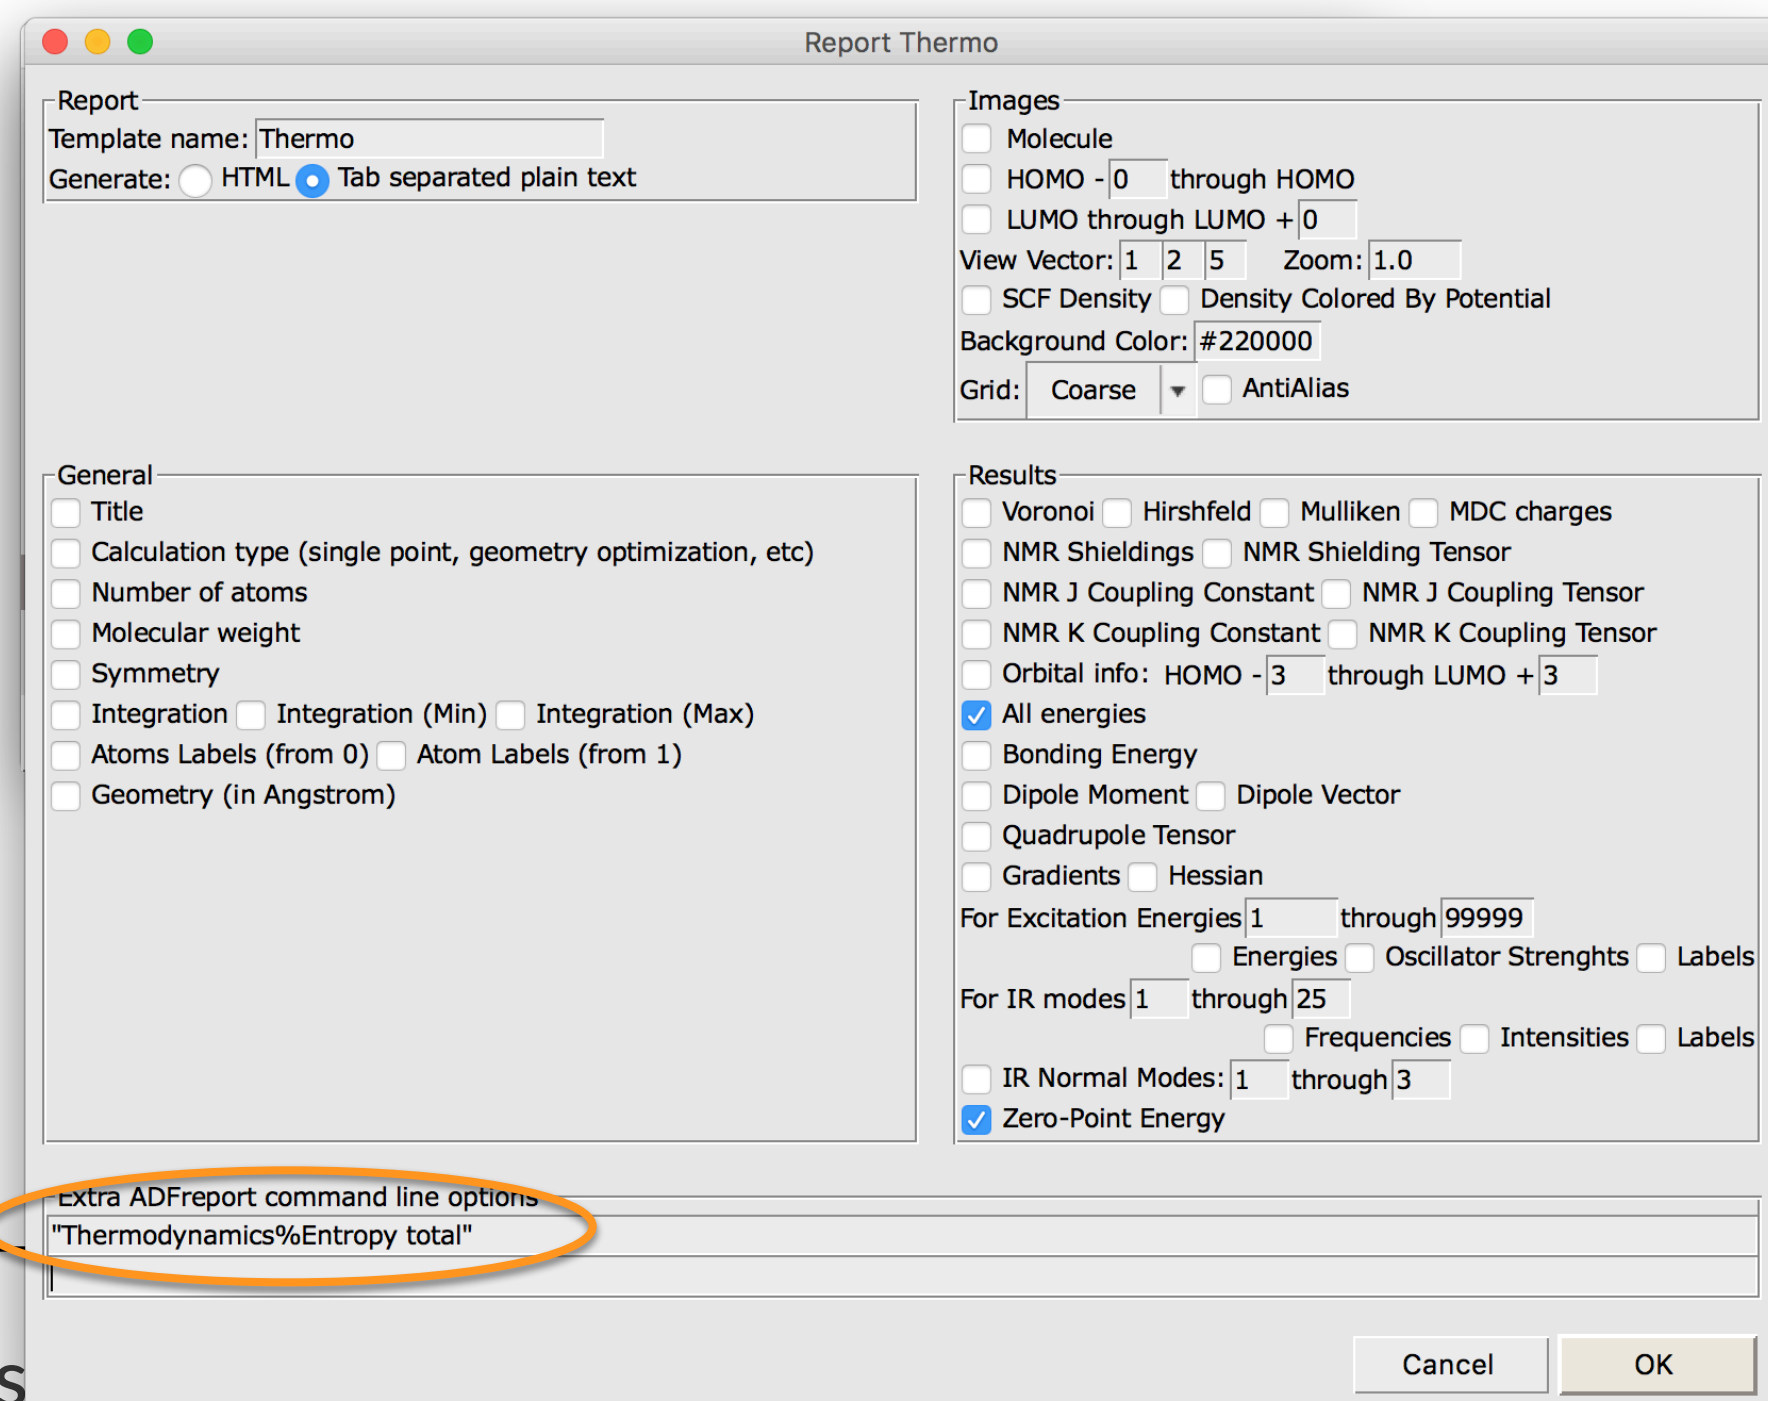 Report Thermo
Report
Template name: Thermo
Generate: HTML Tab separated plain text
Images
Molecule
HOMO - 0 through HOMO
LUMO through LUMO + 0
View Vector: 1 2 5 Zoom: 1.0
SCF Density Density Colored By Potential
Background Color: #220000
Grid: Coarse AntiAlias
General
Title
Calculation type (single point, geometry optimization, etc)
Number of atoms
Molecular weight
Symmetry
Integration Integration (Min) Integration (Max)
Atoms Labels (from 0) Atom Labels (from 1)
Geometry (in Angstrom)
Results
Voronoi Hirshfeld Mulliken MDC charges
NMR Shieldings NMR Shielding Tensor
NMR J Coupling Constant NMR J Coupling Tensor
NMR K Coupling Constant NMR K Coupling Tensor
Orbital info: HOMO - 3 through LUMO + 3
All energies
Bonding Energy
Dipole Moment Dipole Vector
Quadrupole Tensor
Gradients Hessian
For Excitation Energies 1 through 99999
Energies Oscillator Strenghts Labels
For IR modes 1 through 25
Frequencies Intensities Labels
IR Normal Modes: 1 through 3
Zero-Point Energy
Extra ADFreport command line options
"Thermodynamics%Entropy total"
s
Cancel OK